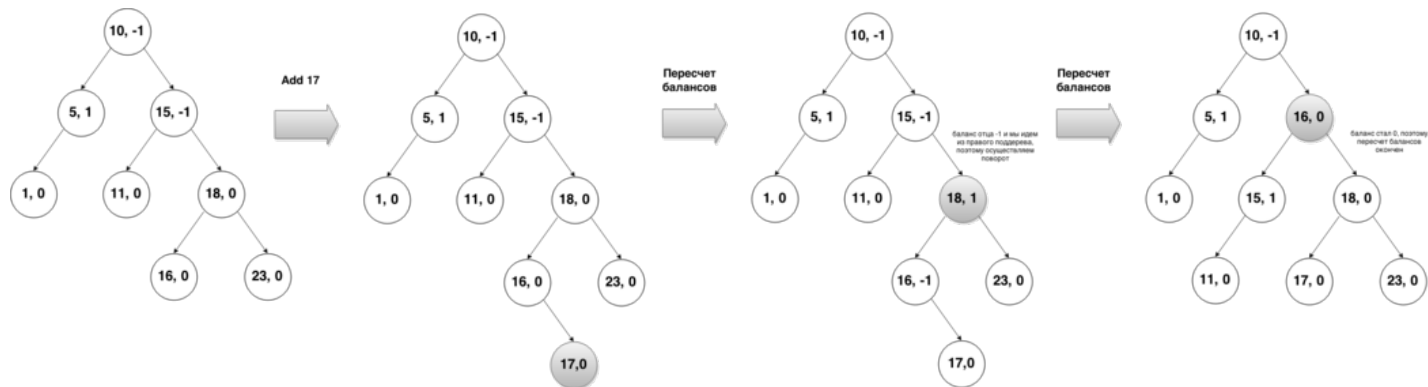 10, -1
5, 1
15, -1
1, 0
11, 0
18, 0
16, 0
23, 0
Add 17
10, -1
5, 1
15, -1
1, 0
11, 0
18, 0
16, 0
23, 0
17,0
Пересчет
балансов
10, -1
5, 1
15, -1
баланс отца -1 и мы идем
из правого поддерева,
поэтому осуществляем
поворот
1, 0
11, 0
18, 1
16, -1
23, 0
17,0
Пересчет
балансов
10, -1
5, 1
16, 0
баланс стал 0, поэтому
пересчет балансов
окончен
1, 0
15, 1
18, 0
11, 0
17, 0
23, 0